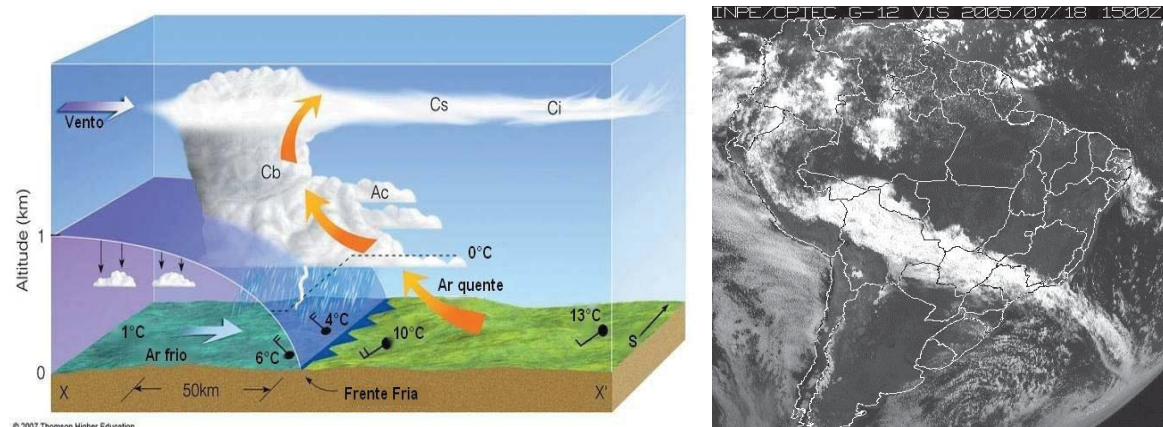 INPE/CPTEC G-12 VIS 2005/07/18 1500Z
Vento
Cs
Ci
Cb
Ac
Altitude (km)
1
0°C
Ar quente
1°C
4°C
10°C
13°C
S
Ar frio
6°C
0
X
50km
Frente Fria
X'
© 2007 Thomson Higher Education